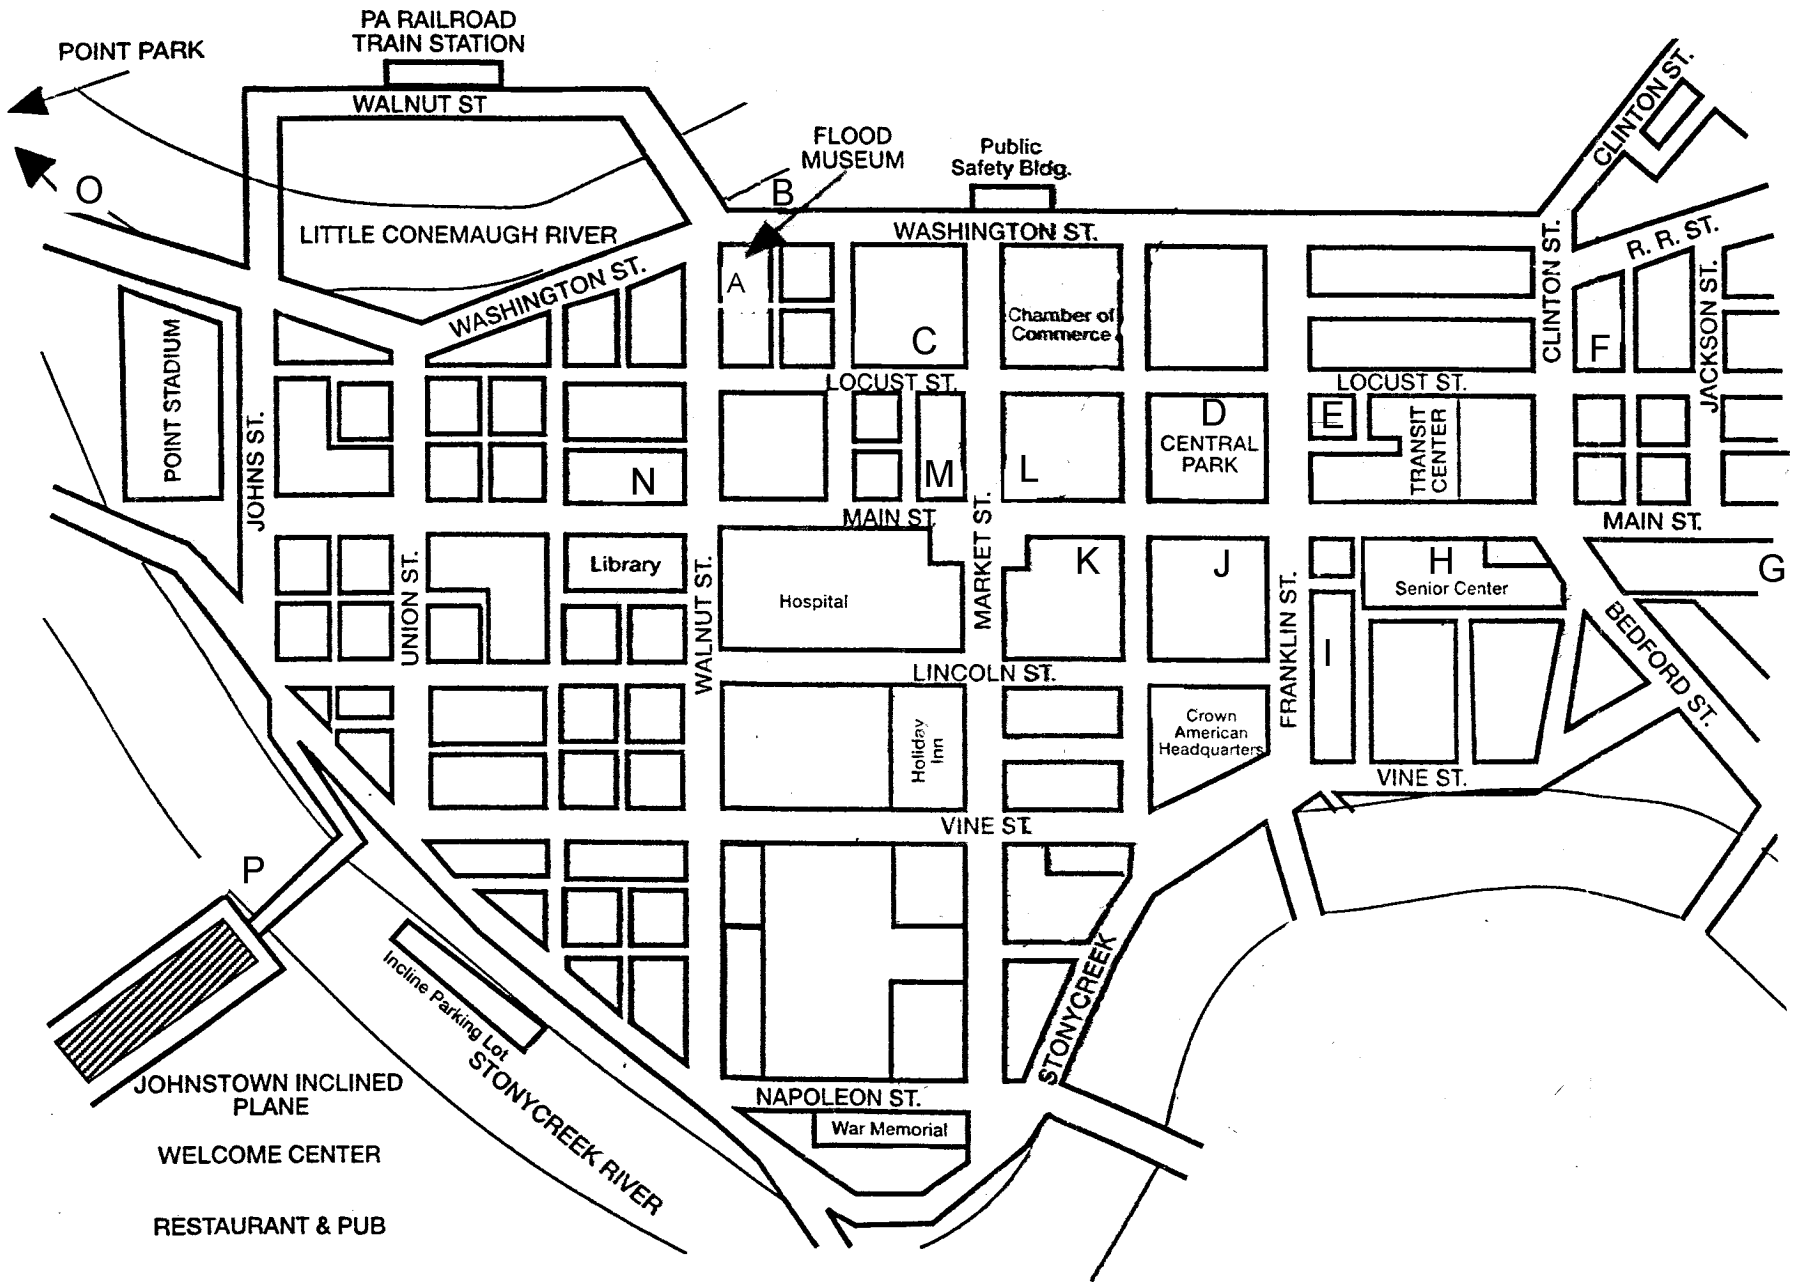 PA RAILROAD
TRAIN STATION
POINT PARK
WALNUT ST
CLINTON ST.
FLOOD
MUSEUM
Public
Safety Bldg.
O
B
LITTLE CONEMAUGH RIVER
WASHINGTON ST.
WASHINGTON ST.
R. R. ST.
A
C
Chamber of
Commerce
CLINTON ST.
F
JACKSON ST.
POINT STADIUM
LOCUST ST.
LOCUST ST.
JOHNS ST.
N
M
L
D
CENTRAL
PARK
E
TRANSIT
CENTER
MAIN ST.
MARKET ST.
MAIN ST.
UNION ST.
Library
WALNUT ST.
Hospital
K
J
FRANKLIN ST.
H
Senior Center
G
I
BEDFORD ST.
LINCOLN ST.
Holiday
Inn
Crown
American
Headquarters
VINE ST.
VINE ST.
P
Incline Parking Lot
STONYCREEK
STONYCREEK RIVER
JOHNSTOWN INCLINED
PLANE
NAPOLEON ST.
War Memorial
WELCOME CENTER
RESTAURANT & PUB